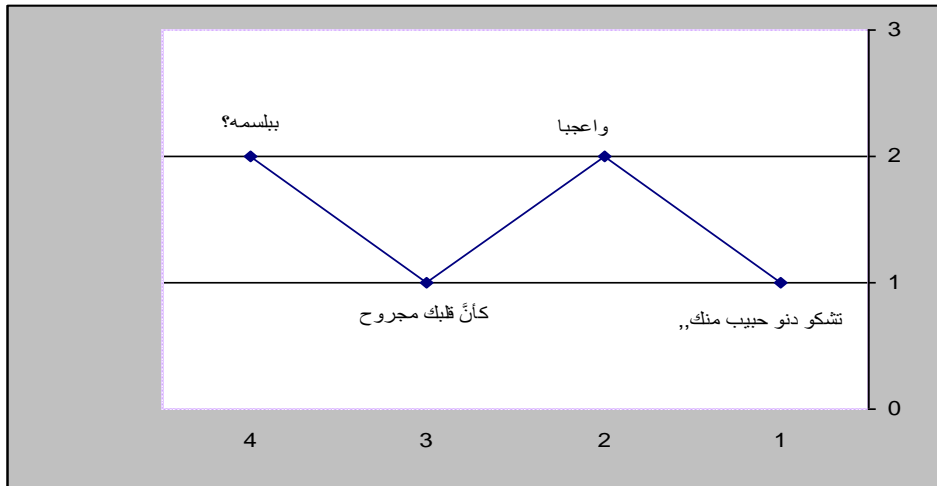 3
واعجبا
ببلسمه؟
2
1
تشكو دنو حبيب منك,,
كأنَّ قلبك مجروح
0
1
2
3
4